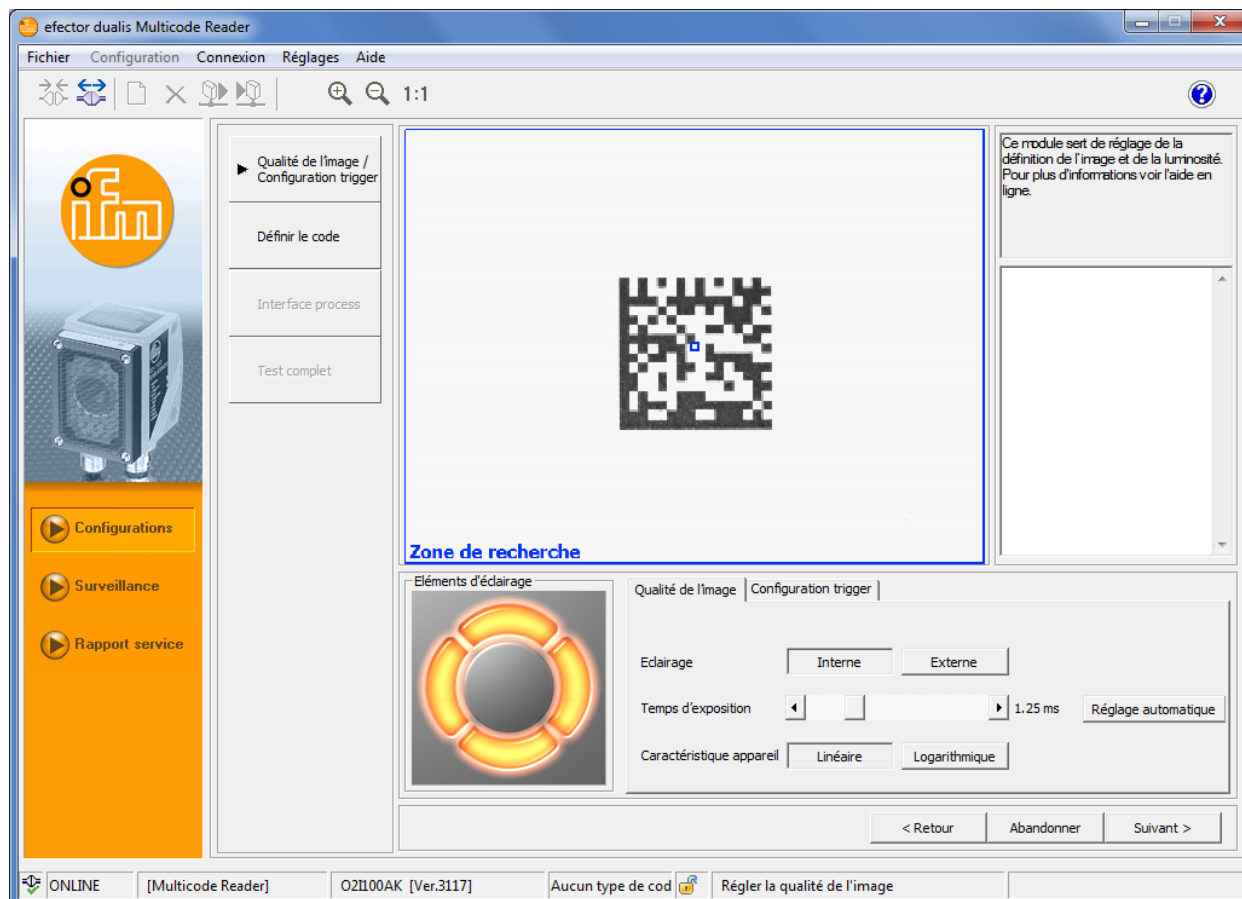 efector dualis Multicode Reader
Fichier Configuration Connexion Réglages Aide
1:1
?
ifm
Qualité de l'image /
Configuration trigger
Définir le code
Interface process
Test complet
Configurations
Surveillance
Rapport service
Zone de recherche
Ce module sert de réglage de la
définition de l'image et de la luminosité.
Pour plus d'informations voir l'aide en
ligne.
Eléments d'éclairage
Qualité de l'image
Configuration trigger
Eclairage
Interne
Externe
Temps d'exposition
1.25 ms
Réglage automatique
Caractéristique appareil
Linéaire
Logarithmique
< Retour
Abandonner
Suivant >
ONLINE
[Multicode Reader]
O2I100AK [Ver.3117]
Aucun type de cod
Régler la qualité de l'image